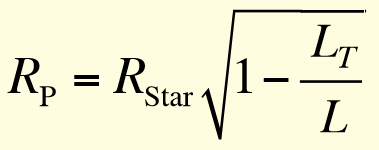 R_P = R_Star √(1 − L_T / L)